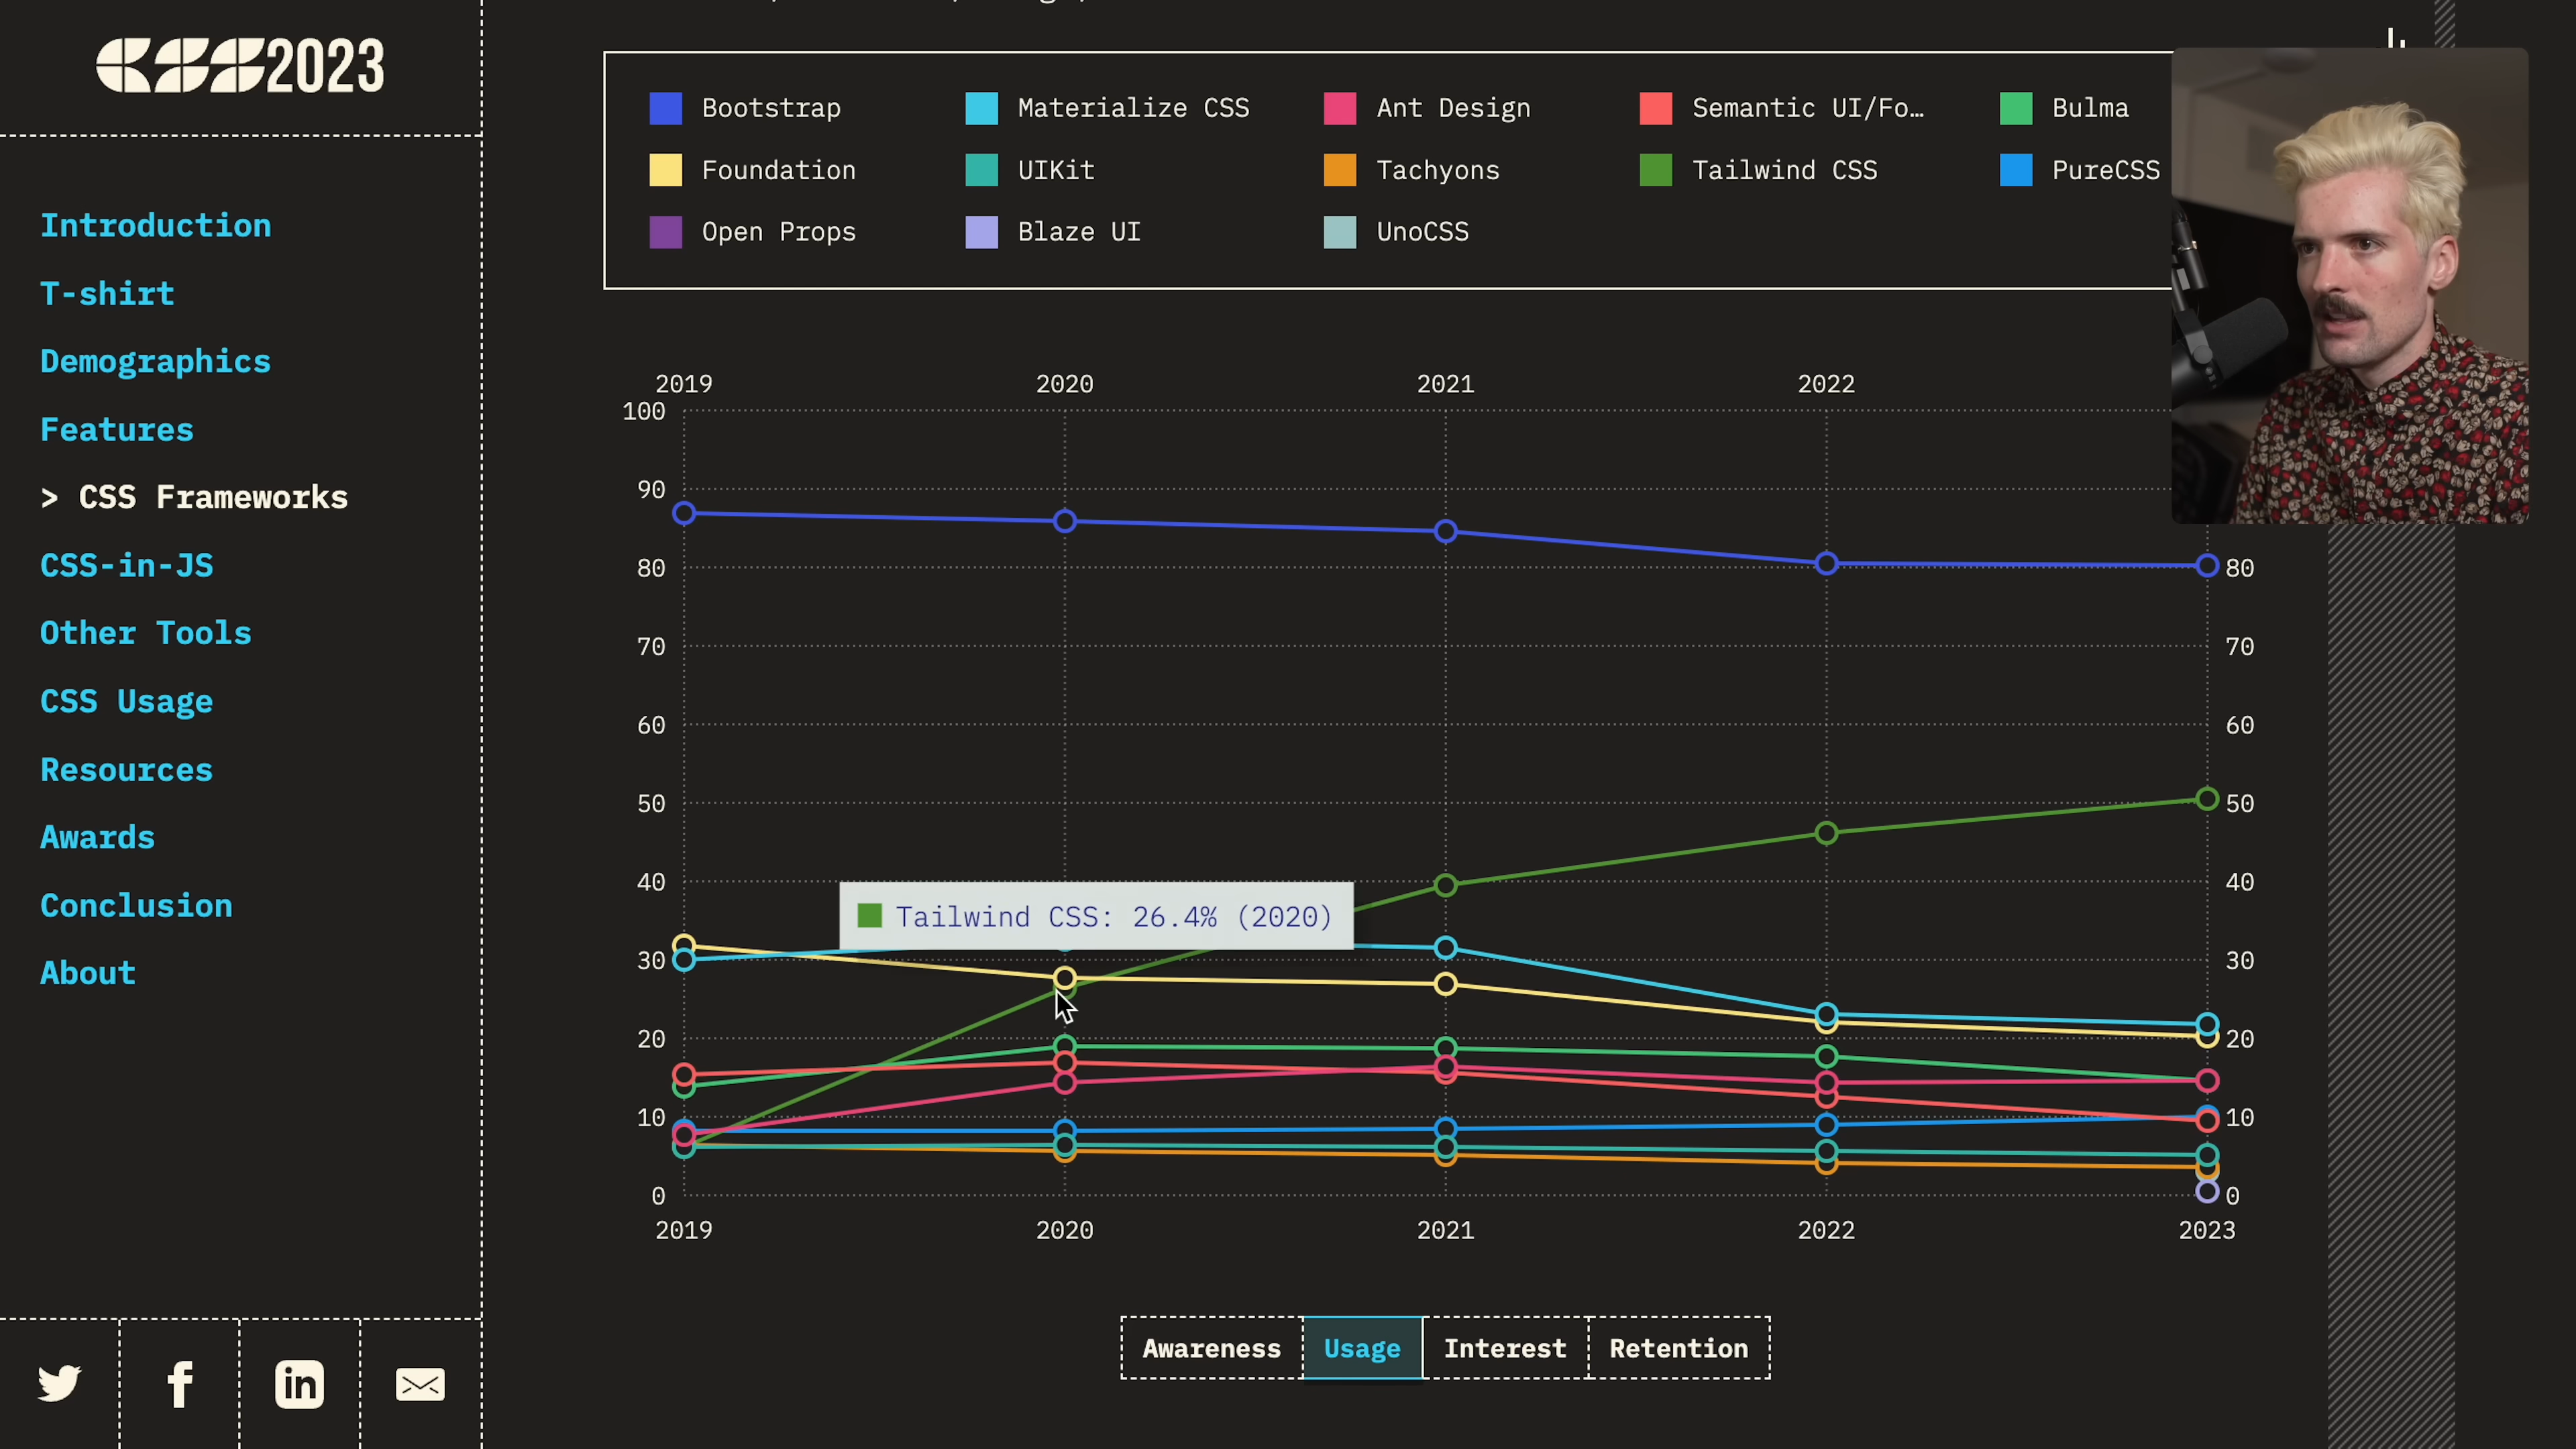 CSS2023
Introduction
T-shirt
Demographics
Features
> CSS Frameworks
CSS-in-JS
Other Tools
CSS Usage
Resources
Awards
Conclusion
About
Bootstrap Materialize CSS Ant Design Semantic UI/Fo… Bulma
Foundation UIKit Tachyons Tailwind CSS PureCSS
Open Props Blaze UI UnoCSS
2019 2020 2021 2022
100
90
80 80
70 70
60 60
50 50
40 40
Tailwind CSS: 26.4% (2020)
30 30
20 20
10 10
0 0
2019 2020 2021 2022 2023
Awareness Usage Interest Retention
f in